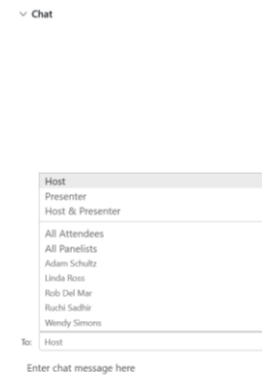 Chat
Host
Presenter
Host & Presenter
All Attendees
All Panelists
Adam Schultz
Linda Ross
Rob Del Mar
Ruchi Sadhir
Wendy Simons
To: Host
Enter chat message here